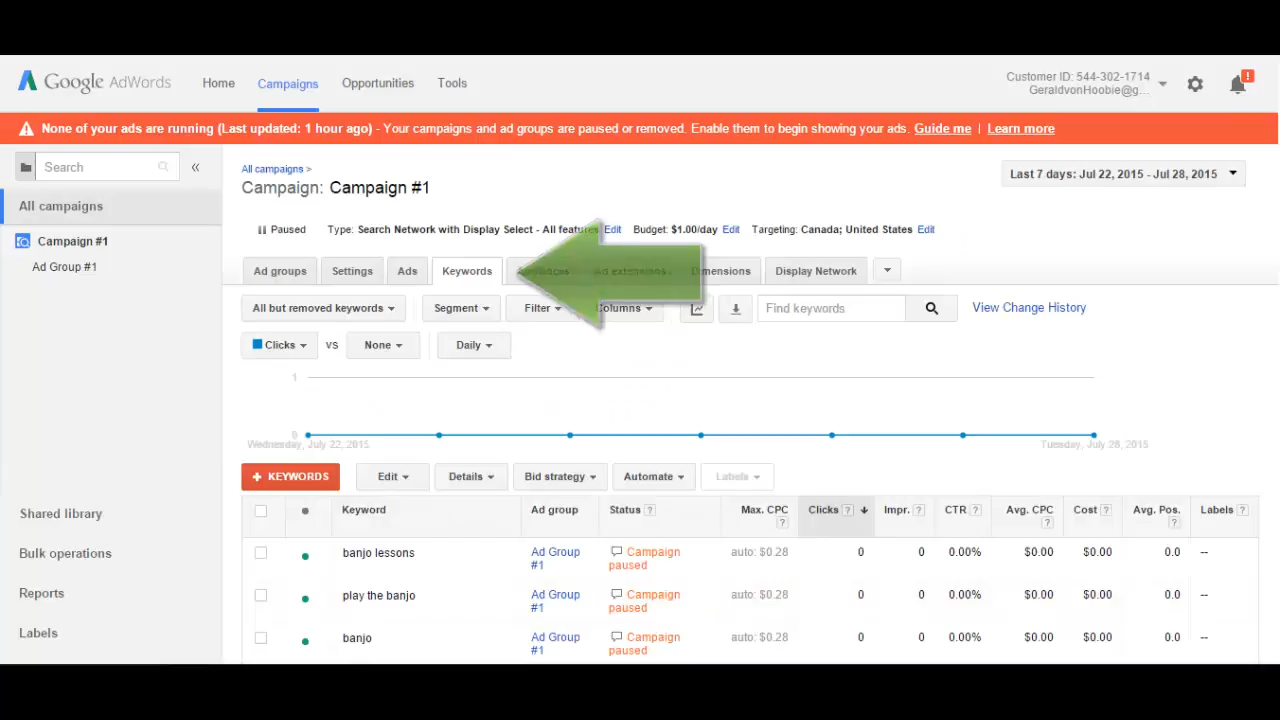 Google AdWords Home Campaigns Opportunities Tools
Customer ID: 544-302-1714
GeraldvonHoobie@g...
None of your ads are running (Last updated: 1 hour ago) - Your campaigns and ad groups are paused or removed. Enable them to begin showing your ads. Guide me | Learn more
Search «
All campaigns
Campaign #1
Ad Group #1
Shared library
Bulk operations
Reports
Labels
All campaigns >
Campaign: Campaign #1
Last 7 days: Jul 22, 2015 - Jul 28, 2015
Paused Type: Search Network with Display Select - All features Edit Budget: $1.00/day Edit Targeting: Canada; United States Edit
Ad groups Settings Ads Keywords Audiences Ad extensions Dimensions Display Network
All but removed keywords Segment Filter Columns Find keywords View Change History
Clicks vs None Daily
1
0
Wednesday, July 22, 2015 Tuesday, July 28, 2015
+ KEYWORDS Edit Details Bid strategy Automate Labels
Keyword Ad group Status ? Max. CPC ? Clicks ? Impr. ? CTR ? Avg. CPC ? Cost ? Avg. Pos. ? Labels ?
banjo lessons Ad Group #1 Campaign paused auto: $0.28 0 0 0.00% $0.00 $0.00 0.0 --
play the banjo Ad Group #1 Campaign paused auto: $0.28 0 0 0.00% $0.00 $0.00 0.0 --
banjo Ad Group #1 Campaign paused auto: $0.28 0 0 0.00% $0.00 $0.00 0.0 --